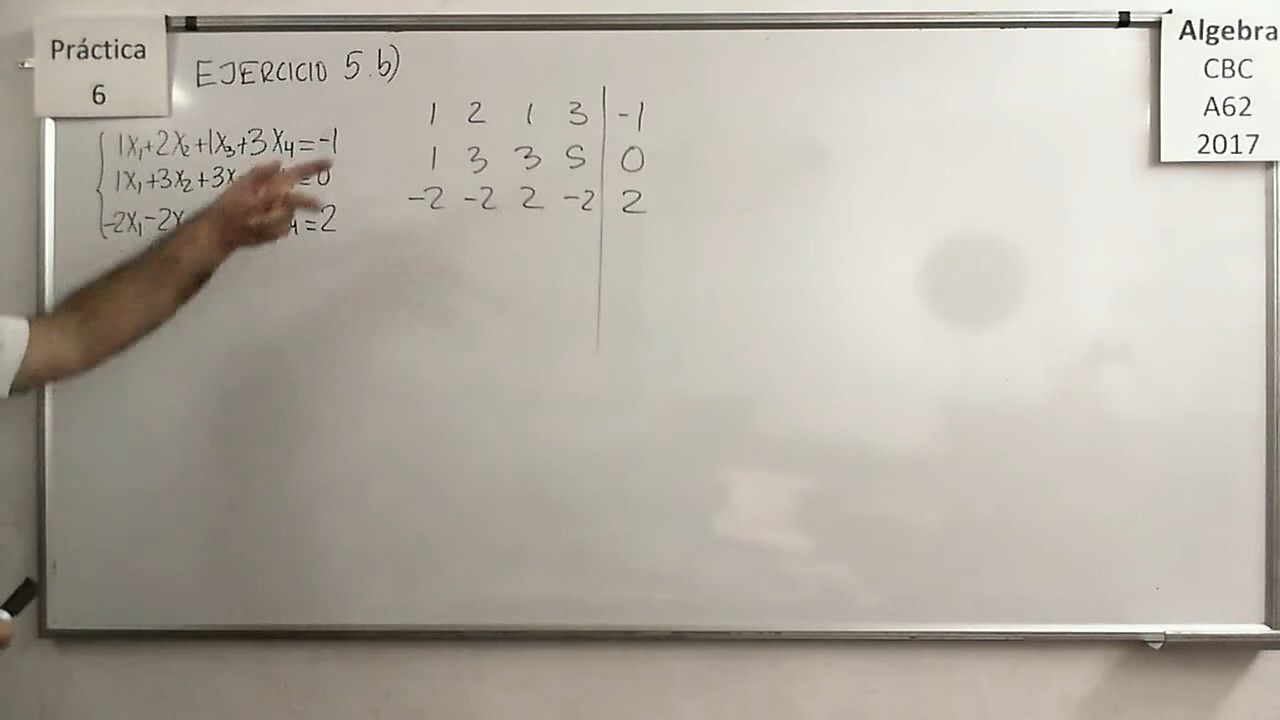 Práctica
6
EJERCICIO 5.b)
Algebra
CBC
A62
2017
1x₁+2x₂+1x₃+3x₄=-1
1x₁+3x₂+3x =0
-2x₁-2x ₄=2
1 2 1 3 | -1
1 3 3 5 | 0
-2 -2 2 -2 | 2